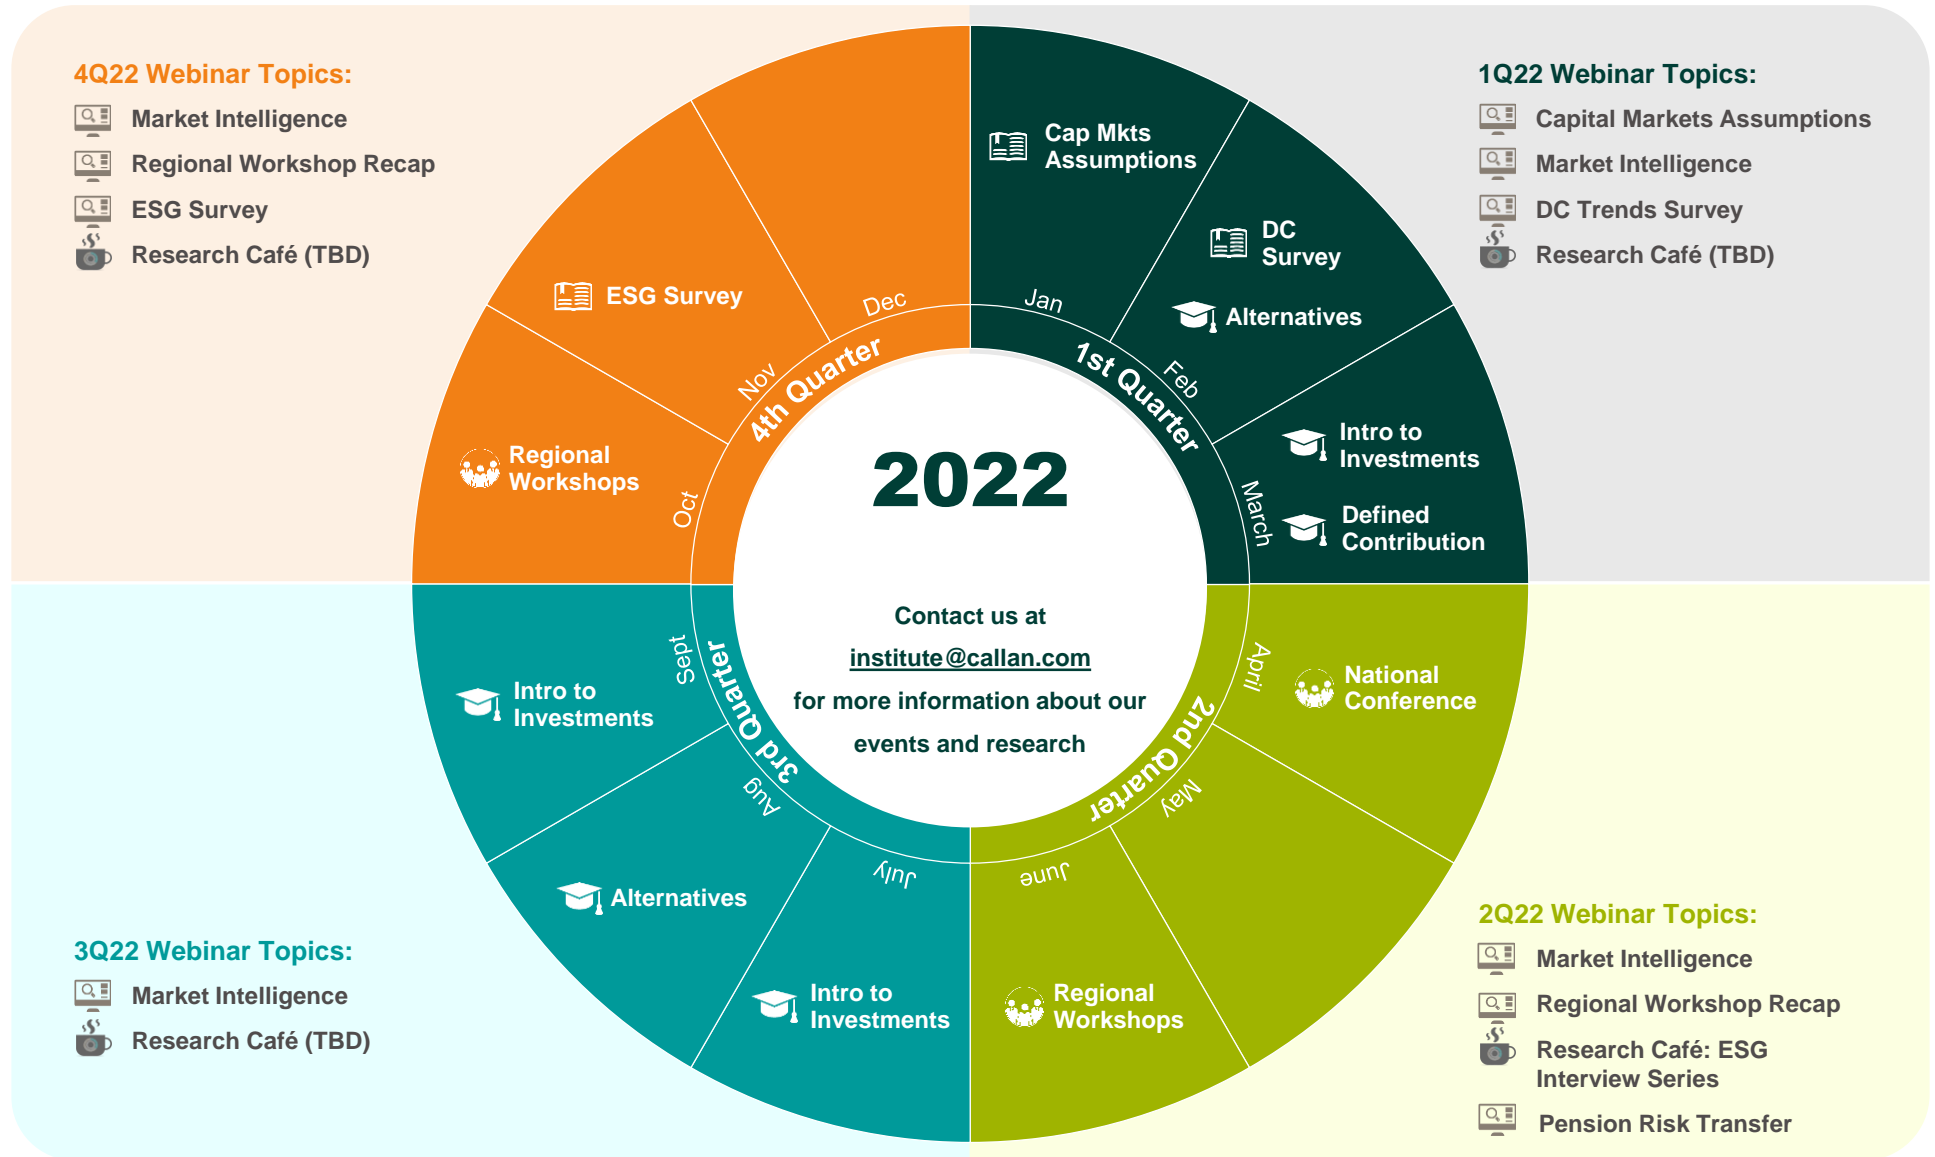 4Q22 Webinar Topics:
Market Intelligence
Regional Workshop Recap
ESG Survey
Research Café (TBD)
1Q22 Webinar Topics:
Capital Markets Assumptions
Market Intelligence
DC Trends Survey
Research Café (TBD)
Cap Mkts
Assumptions
Jan
DC
Survey
Alternatives
Feb
Intro to
Investments
Defined
Contribution
March
1st Quarter
National
Conference
April
May
Regional
Workshops
June
2nd Quarter
Intro to
Investments
July
Alternatives
Aug
Intro to
Investments
Sept
3rd Quarter
Regional
Workshops
Oct
ESG Survey
Nov
Dec
4th Quarter
2022
Contact us at
institute@callan.com
for more information about our
events and research
3Q22 Webinar Topics:
Market Intelligence
Research Café (TBD)
2Q22 Webinar Topics:
Market Intelligence
Regional Workshop Recap
Research Café: ESG
Interview Series
Pension Risk Transfer